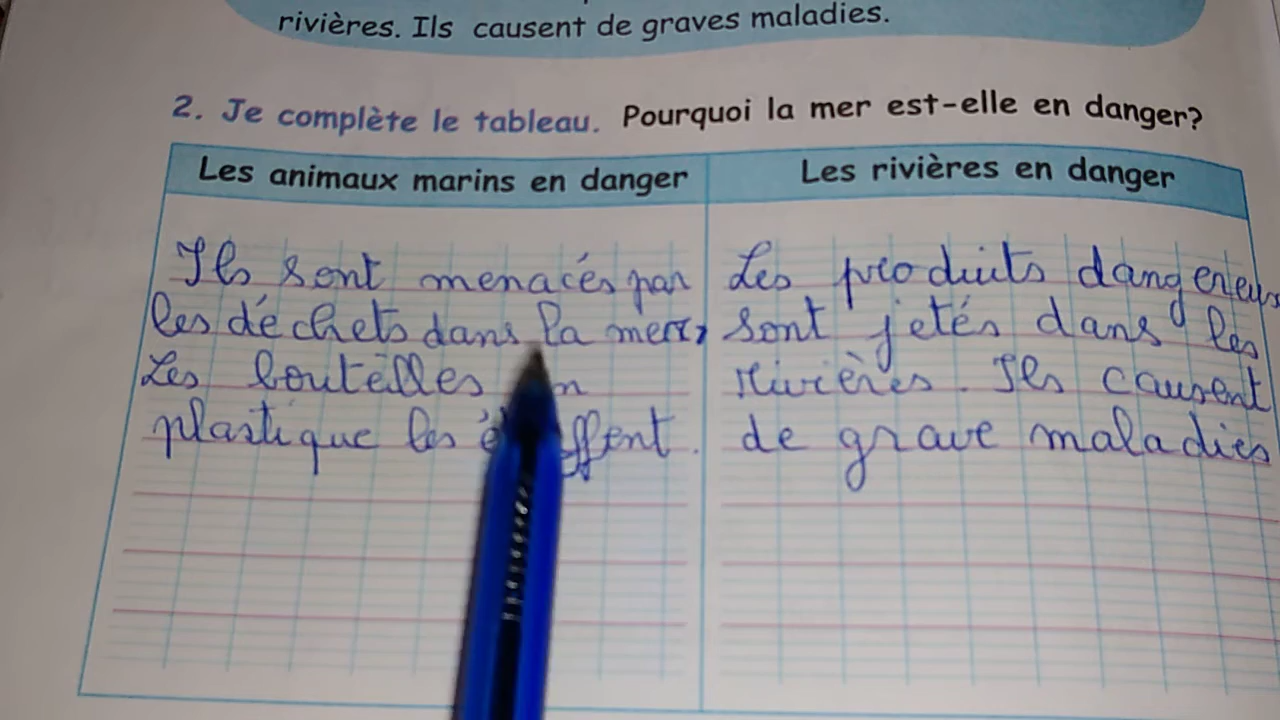 rivières. Ils causent de graves maladies.
2. Je complète le tableau. Pourquoi la mer est-elle en danger?
Les animaux marins en danger
Ils sont menacés par
les déchets dans la mer,
Les bouteilles
plastique les
Les rivières en danger
Les produits dangereux
sont jetés dans les
rivières. Ils causent
de grave maladies